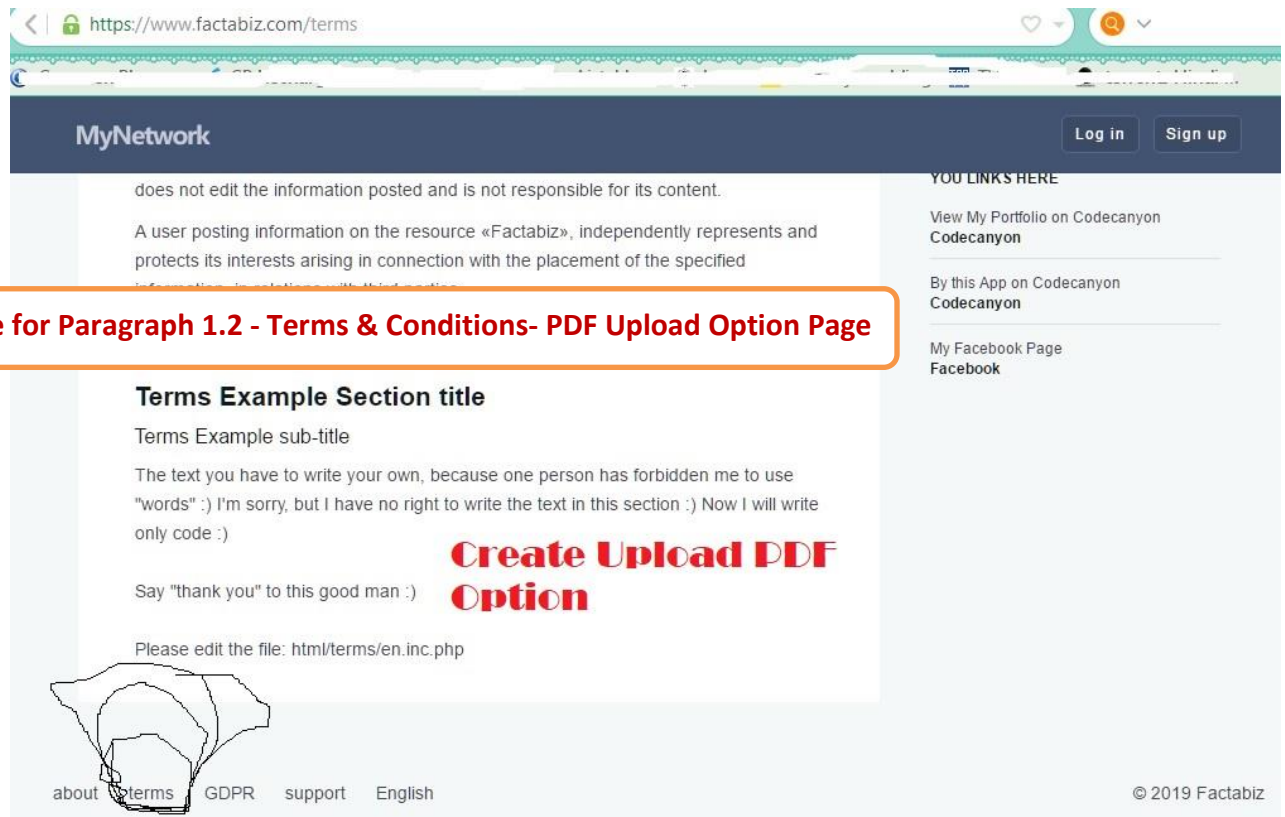 https://www.factabiz.com/terms
MyNetwork
Log in Sign up
does not edit the information posted and is not responsible for its content.
A user posting information on the resource «Factabiz», independently represents and
protects its interests arising in connection with the placement of the specified
e for Paragraph 1.2 - Terms & Conditions- PDF Upload Option Page
Terms Example Section title
Terms Example sub-title
The text you have to write your own, because one person has forbidden me to use
"words" :) I'm sorry, but I have no right to write the text in this section :) Now I will write
only code :)
Create Upload PDF
Option
Say "thank you" to this good man :)
Please edit the file: html/terms/en.inc.php
YOU LINKS HERE
View My Portfolio on Codecanyon
Codecanyon
By this App on Codecanyon
Codecanyon
My Facebook Page
Facebook
about terms GDPR support English
© 2019 Factabiz